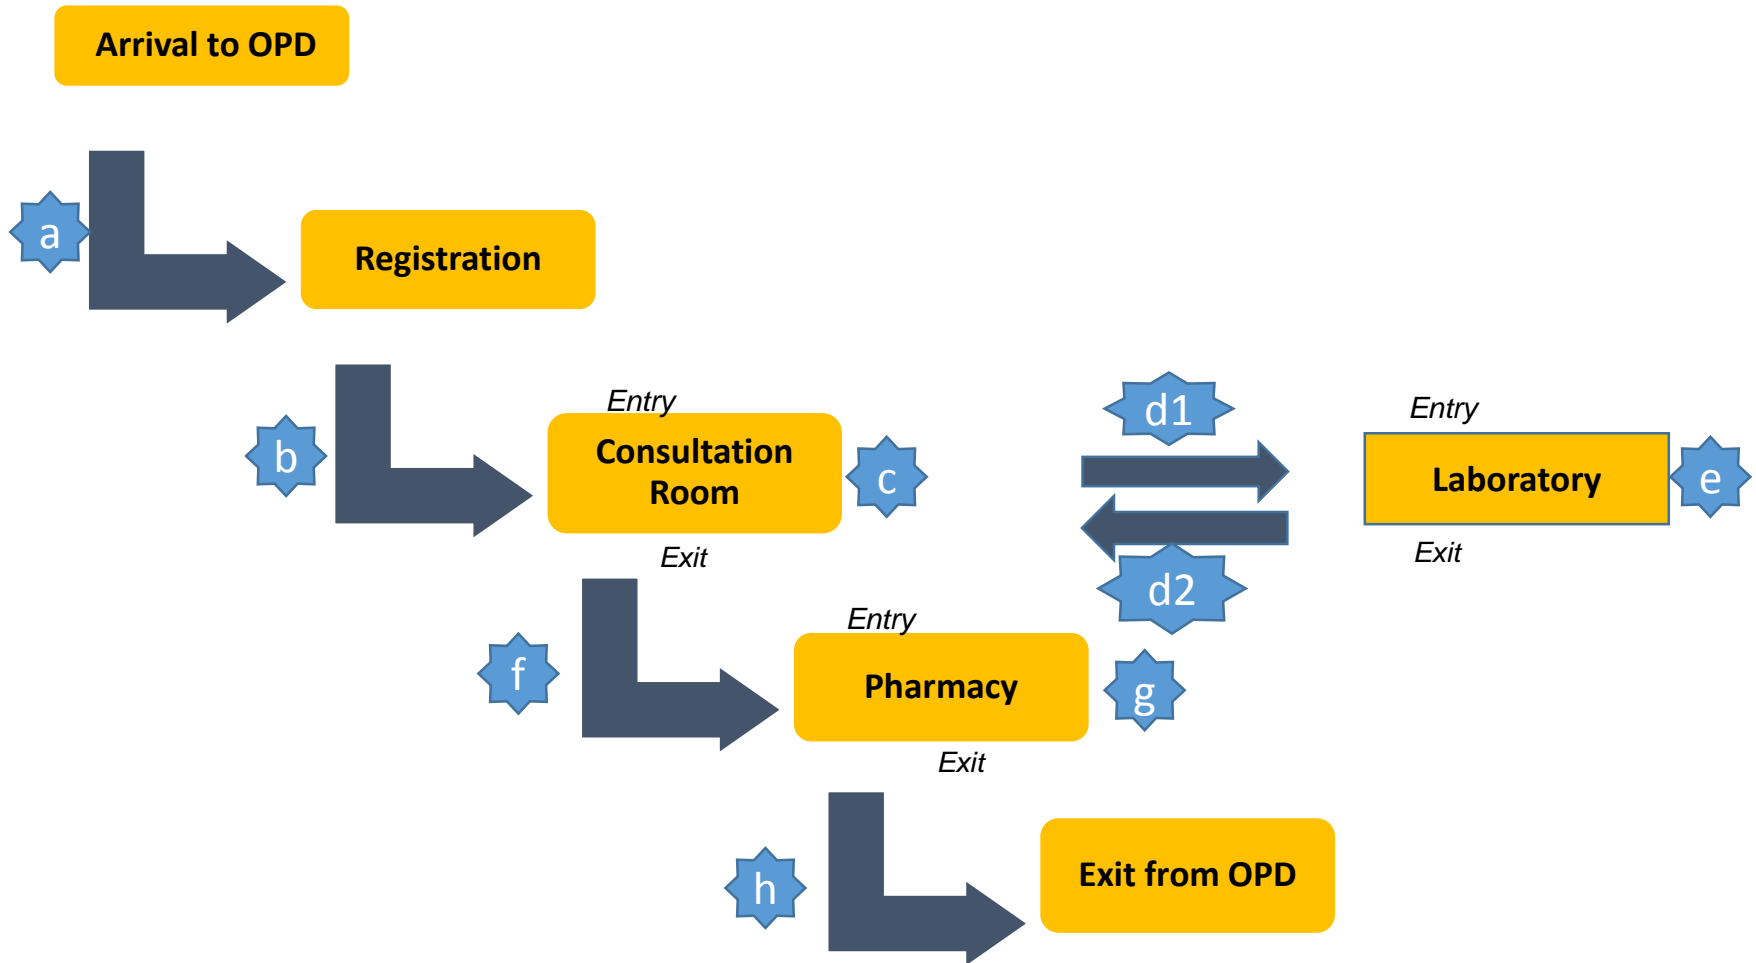 Arrival to OPD
a
Registration
b
Entry
Consultation
Room
c
Exit
d1
d2
Entry
Laboratory
e
Exit
f
Entry
Pharmacy
g
Exit
h
Exit from OPD